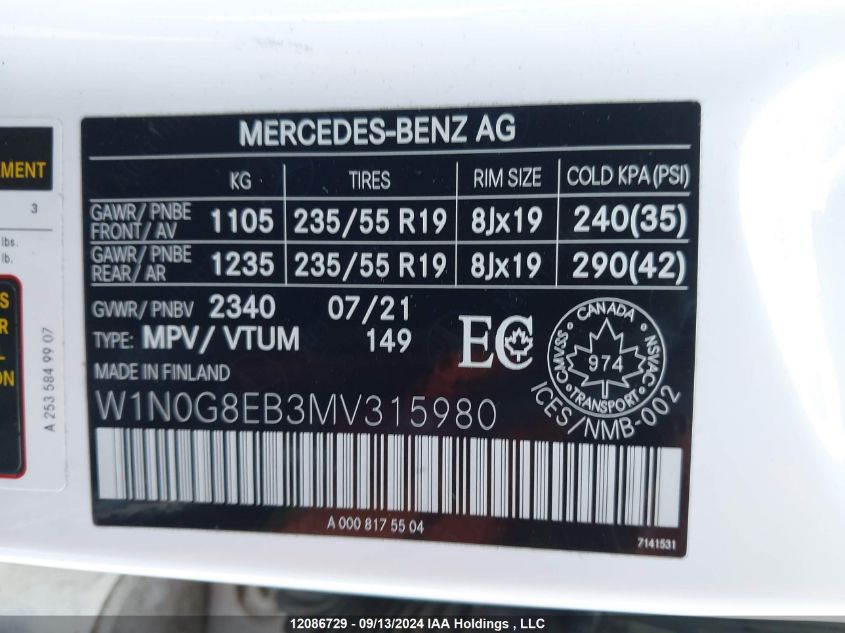 MERCEDES-BENZ AG
KG TIRES RIM SIZE COLD KPA(PSI)
GAWR/ PNBE FRONT/ AV 1105 235/55 R19 8Jx19 240(35)
GAWR/ PNBE REAR/ AR 1235 235/55 R19 8Jx19 290(42)
GVWR/ PNBV 2340 07/21
TYPE: MPV/ VTUM 149
EC
CANADA
CMVSS 974 NSVAC
TRANSPORT
ICES/NMB-002
MADE IN FINLAND
W1N0G8EB3MV315980
A 000 817 55 04
7141531
EMENT
3
lbs.
lb.
S
R
L
ON
A 253 584 99 07
12086729 - 09/13/2024 IAA Holdings , LLC